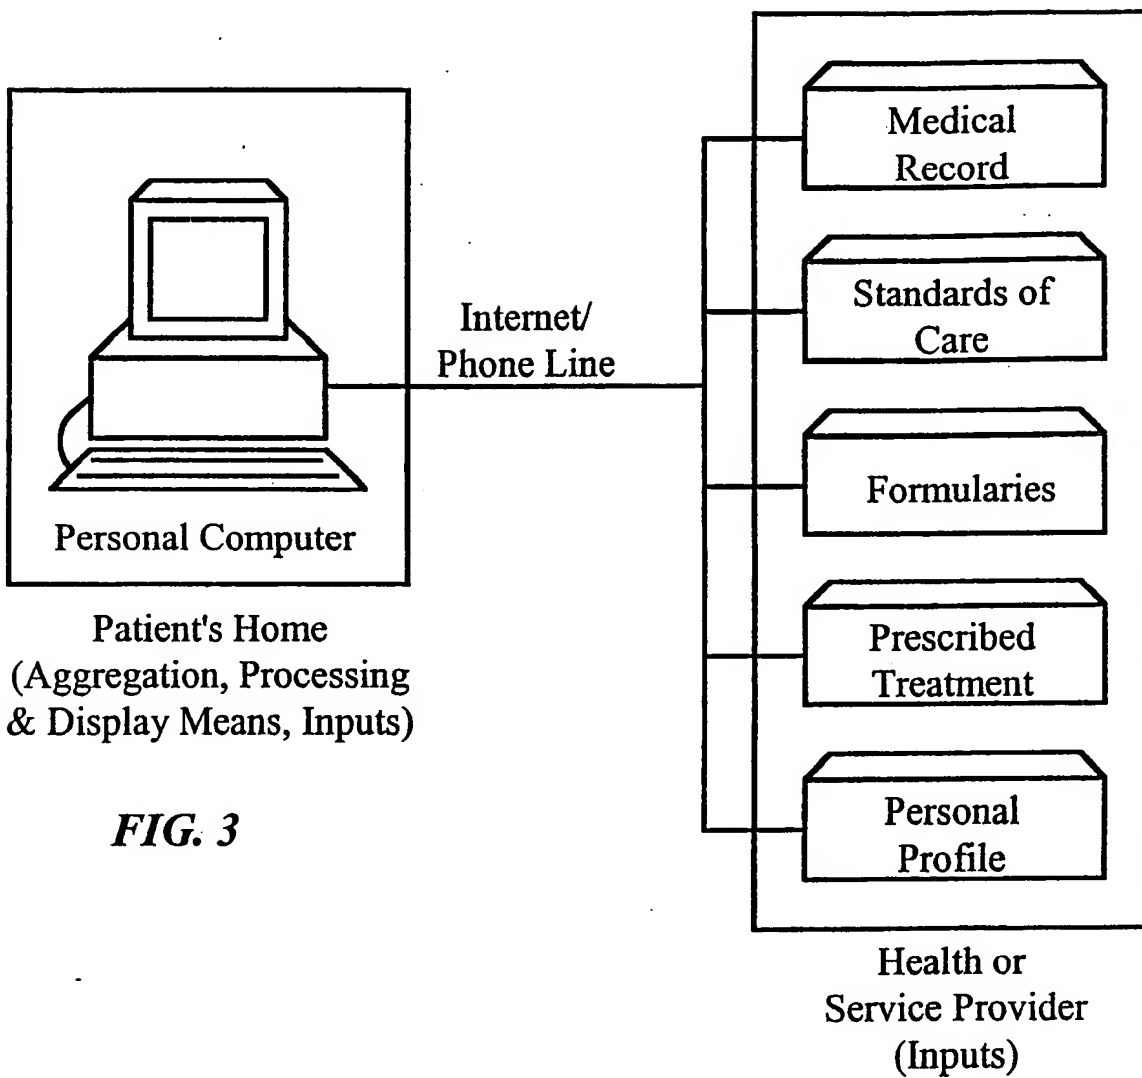 Personal Computer
Patient's Home
(Aggregation, Processing
& Display Means, Inputs)
FIG. 3
Internet/
Phone Line
Medical
Record
Standards of
Care
Formularies
Prescribed
Treatment
Personal
Profile
Health or
Service Provider
(Inputs)